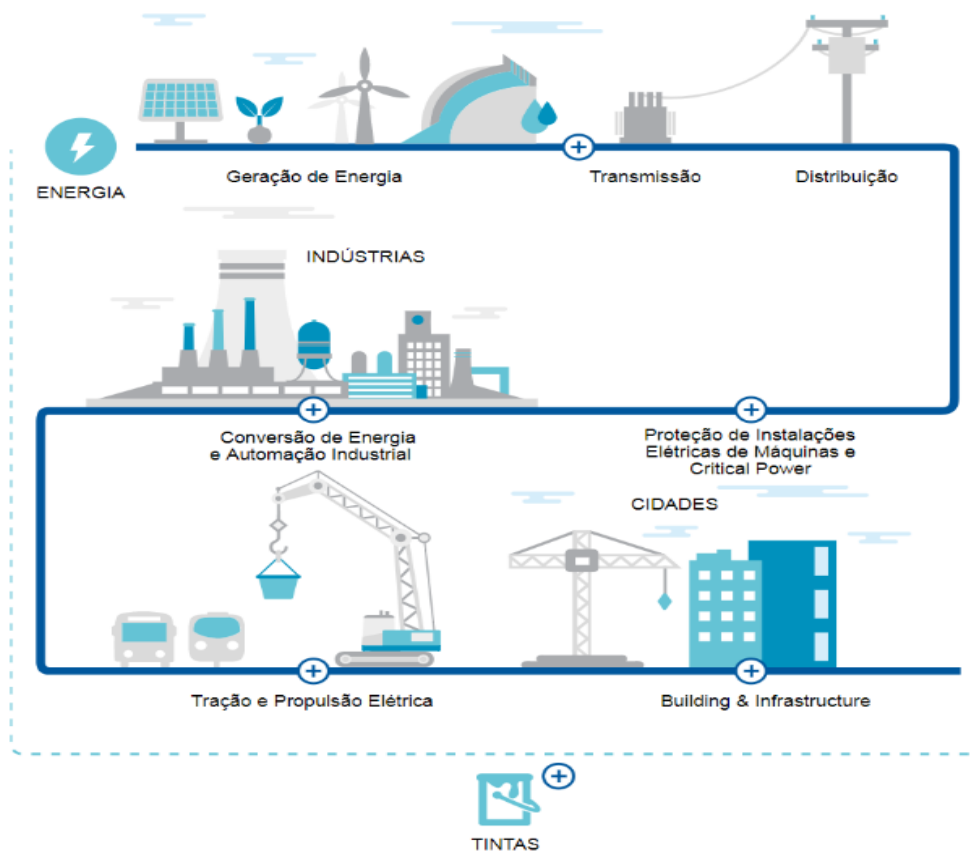 ENERGIA
Geração de Energia
Transmissão
Distribuição
INDÚSTRIAS
Conversão de Energia
e Automação Industrial
Proteção de Instalações
Elétricas de Máquinas e
Critical Power
CIDADES
Tração e Propulsão Elétrica
Building & Infrastructure
TINTAS